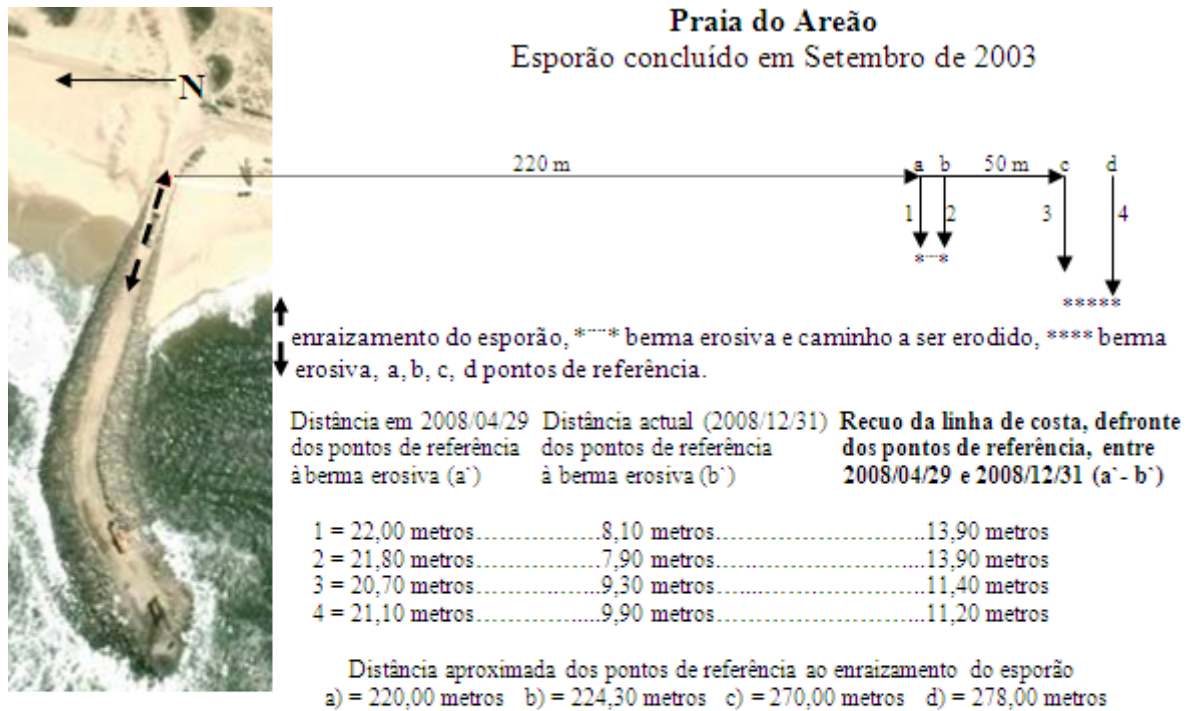 Praia do Areão
Esporão concluído em Setembro de 2003
N
220 m
a b 50 m c d
1 2 3 4
*---*
*****
enraizamento do esporão, *---* berma erosiva e caminho a ser erodido, **** berma
erosiva, a, b, c, d pontos de referência.
Distância em 2008/04/29 Distância actual (2008/12/31) Recuo da linha de costa, defronte
dos pontos de referência dos pontos de referência dos pontos de referência, entre
à berma erosiva (a`) à berma erosiva (b`) 2008/04/29 e 2008/12/31 (a` - b`)
1 = 22,00 metros.................8,10 metros..............................13,90 metros
2 = 21,80 metros.................7,90 metros..............................13,90 metros
3 = 20,70 metros.................9,30 metros..............................11,40 metros
4 = 21,10 metros.................9,90 metros..............................11,20 metros
Distância aproximada dos pontos de referência ao enraizamento do esporão
a) = 220,00 metros b) = 224,30 metros c) = 270,00 metros d) = 278,00 metros